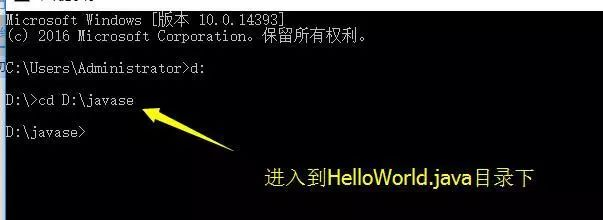 Microsoft Windows [版本 10.0.14393]
(c) 2016 Microsoft Corporation。保留所有权利。
C:\Users\Administrator>d:
D:\>cd D:\javase
D:\javase>
进入到HelloWorld.java目录下